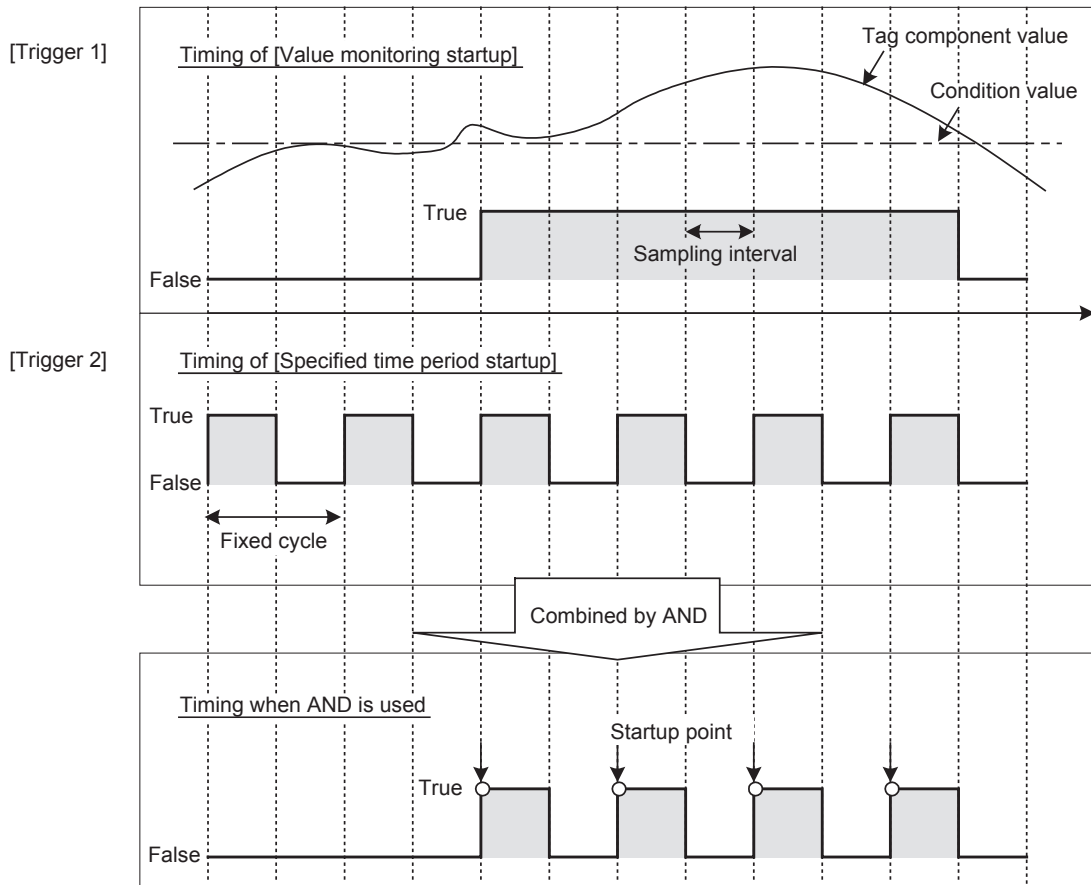 [Trigger 1]
Timing of [Value monitoring startup]
Tag component value
Condition value
True
Sampling interval
False
[Trigger 2]
Timing of [Specified time period startup]
True
False
Fixed cycle
Combined by AND
Timing when AND is used
Startup point
True
False